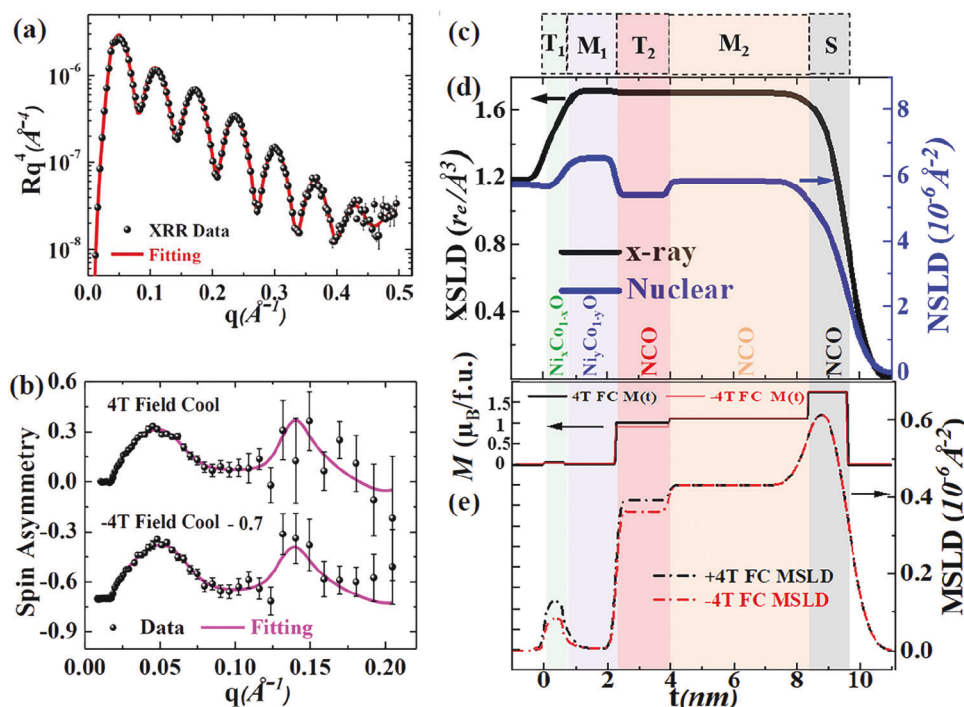 (a)
10⁻⁶
10⁻⁷
10⁻⁸
Rq⁴(Å⁻⁴)
XRR Data
Fitting
0.0 0.1 0.2 0.3 0.4 0.5
q(Å⁻¹)
(b)
0.6
0.3
0.0
-0.3
-0.6
-0.9
Spin Asymmetry
4T Field Cool
-4T Field Cool - 0.7
Data Fitting
0.00 0.05 0.10 0.15 0.20
q(Å⁻¹)
(c) T₁ M₁ T₂ M₂ S
(d)
1.6
1.2
0.8
0.4
XSLD (rₑ/Å³)
x-ray
Nuclear
NiₓCo₁₋ₓO
NiᵧCo₁₋ᵧO
NCO
NCO
NCO
8
6
4
2
0
NSLD (10⁻⁶Å⁻²)
1.5
1
0.5
0
M (μB/f.u.)
4T FC M(t) -4T FC M(t)
(e)
+4T FC MSLD
-4T FC MSLD
0.6
0.4
0.2
0.0
MSLD (10⁻⁶Å⁻²)
0 2 4 6 8 10
t(nm)